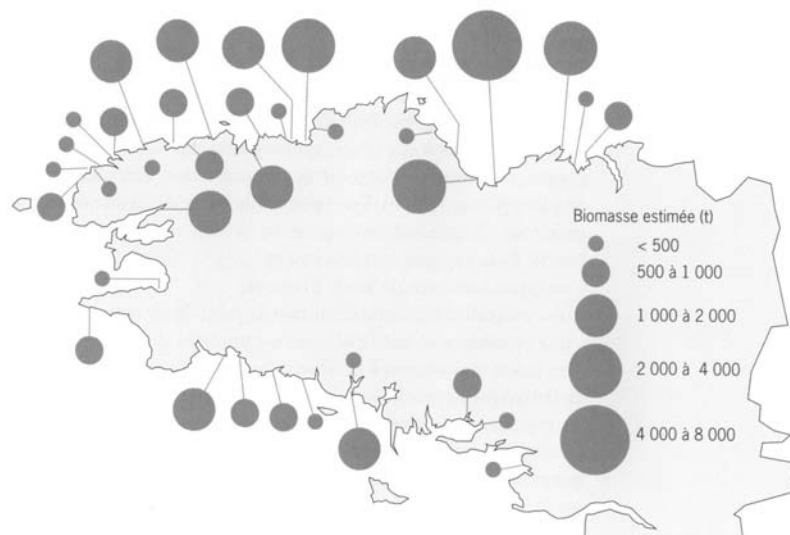 Biomasse estimée (t)
< 500
500 à 1 000
1 000 à 2 000
2 000 à 4 000
4 000 à 8 000